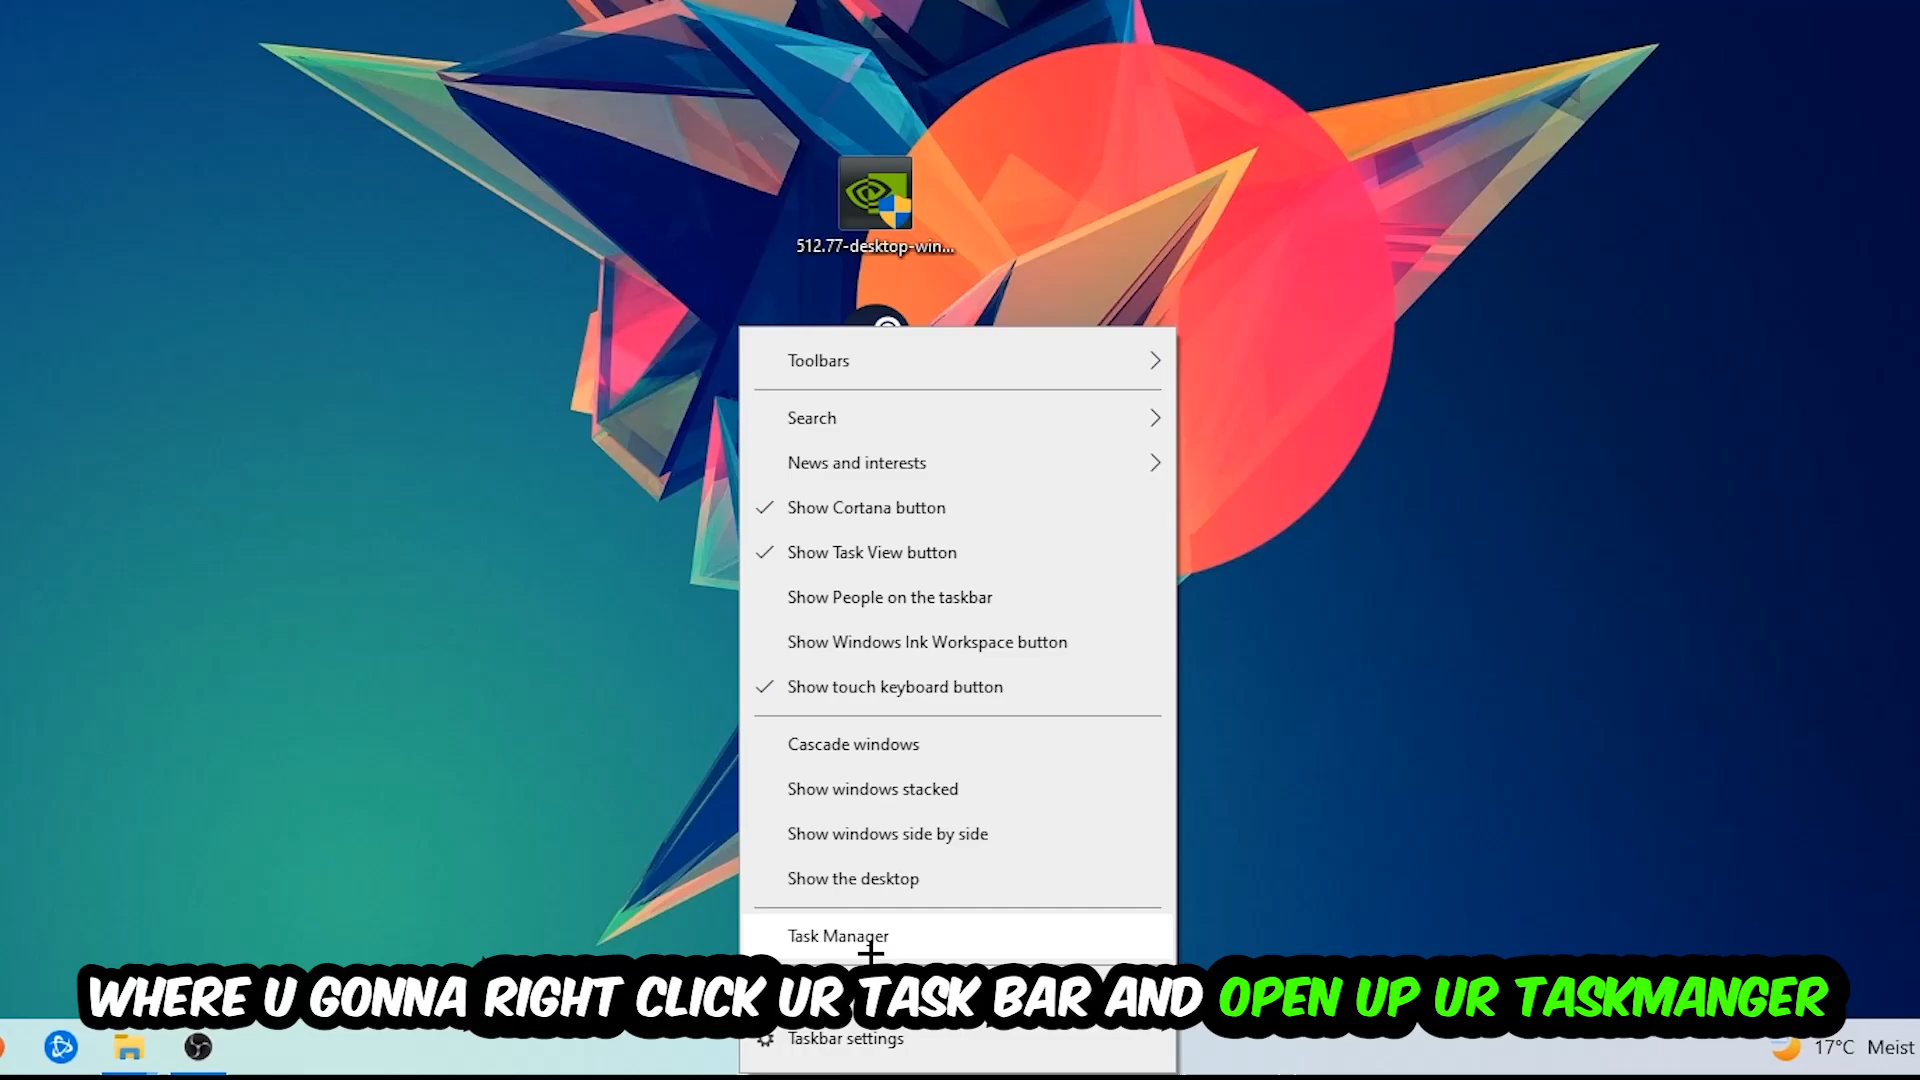 512.77-desktop-win...
Toolbars
Search
News and interests
Show Cortana button
Show Task View button
Show People on the taskbar
Show Windows Ink Workspace button
Show touch keyboard button
Cascade windows
Show windows stacked
Show windows side by side
Show the desktop
Task Manager
WHERE U GONNA RIGHT CLICK UR TASK BAR AND OPEN UP UR TASKMANGER
Taskbar settings
17°C Meist